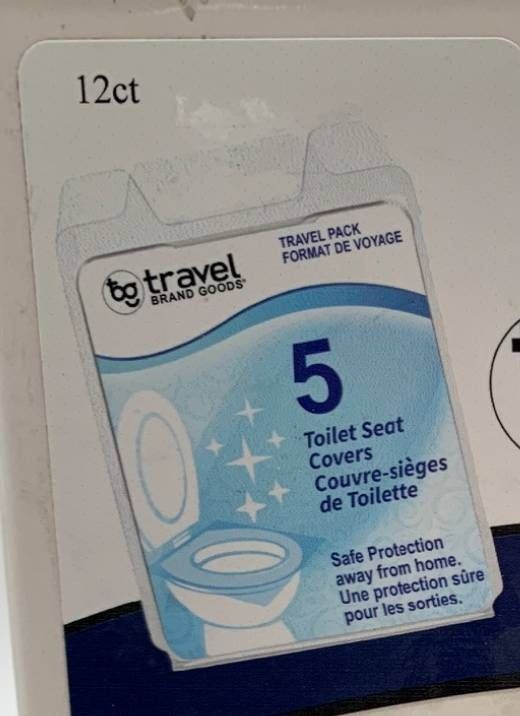 12ct
TRAVEL PACK
FORMAT DE VOYAGE
tbg travel
BRAND GOODS
5
Toilet Seat
Covers
Couvre-sièges
de Toilette
Safe Protection
away from home.
Une protection sûre
pour les sorties.